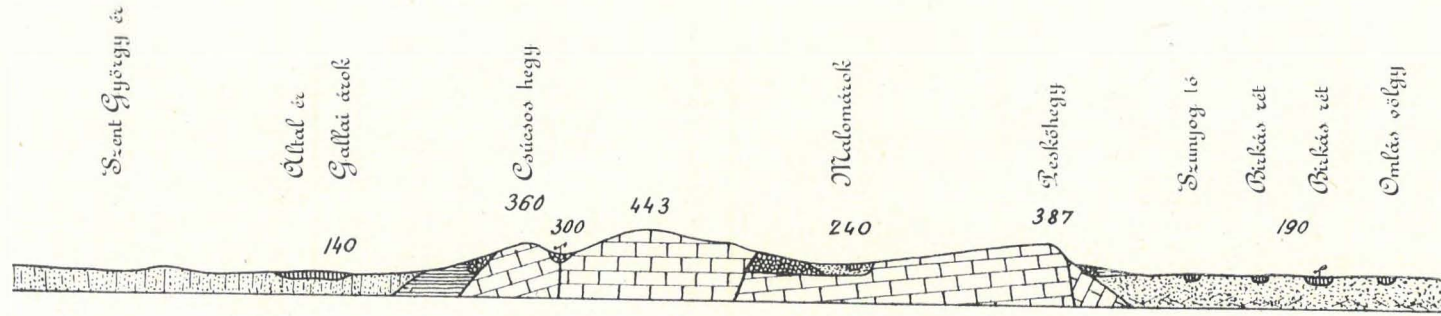 Szent György ér
Által ér
Gallai árok
Csúcsos hegy
Malomárok
Peskőhegy
Szunyog tó
Birkás rét
Birkás rét
Omlás völgy
360
300
443
140
240
387
190